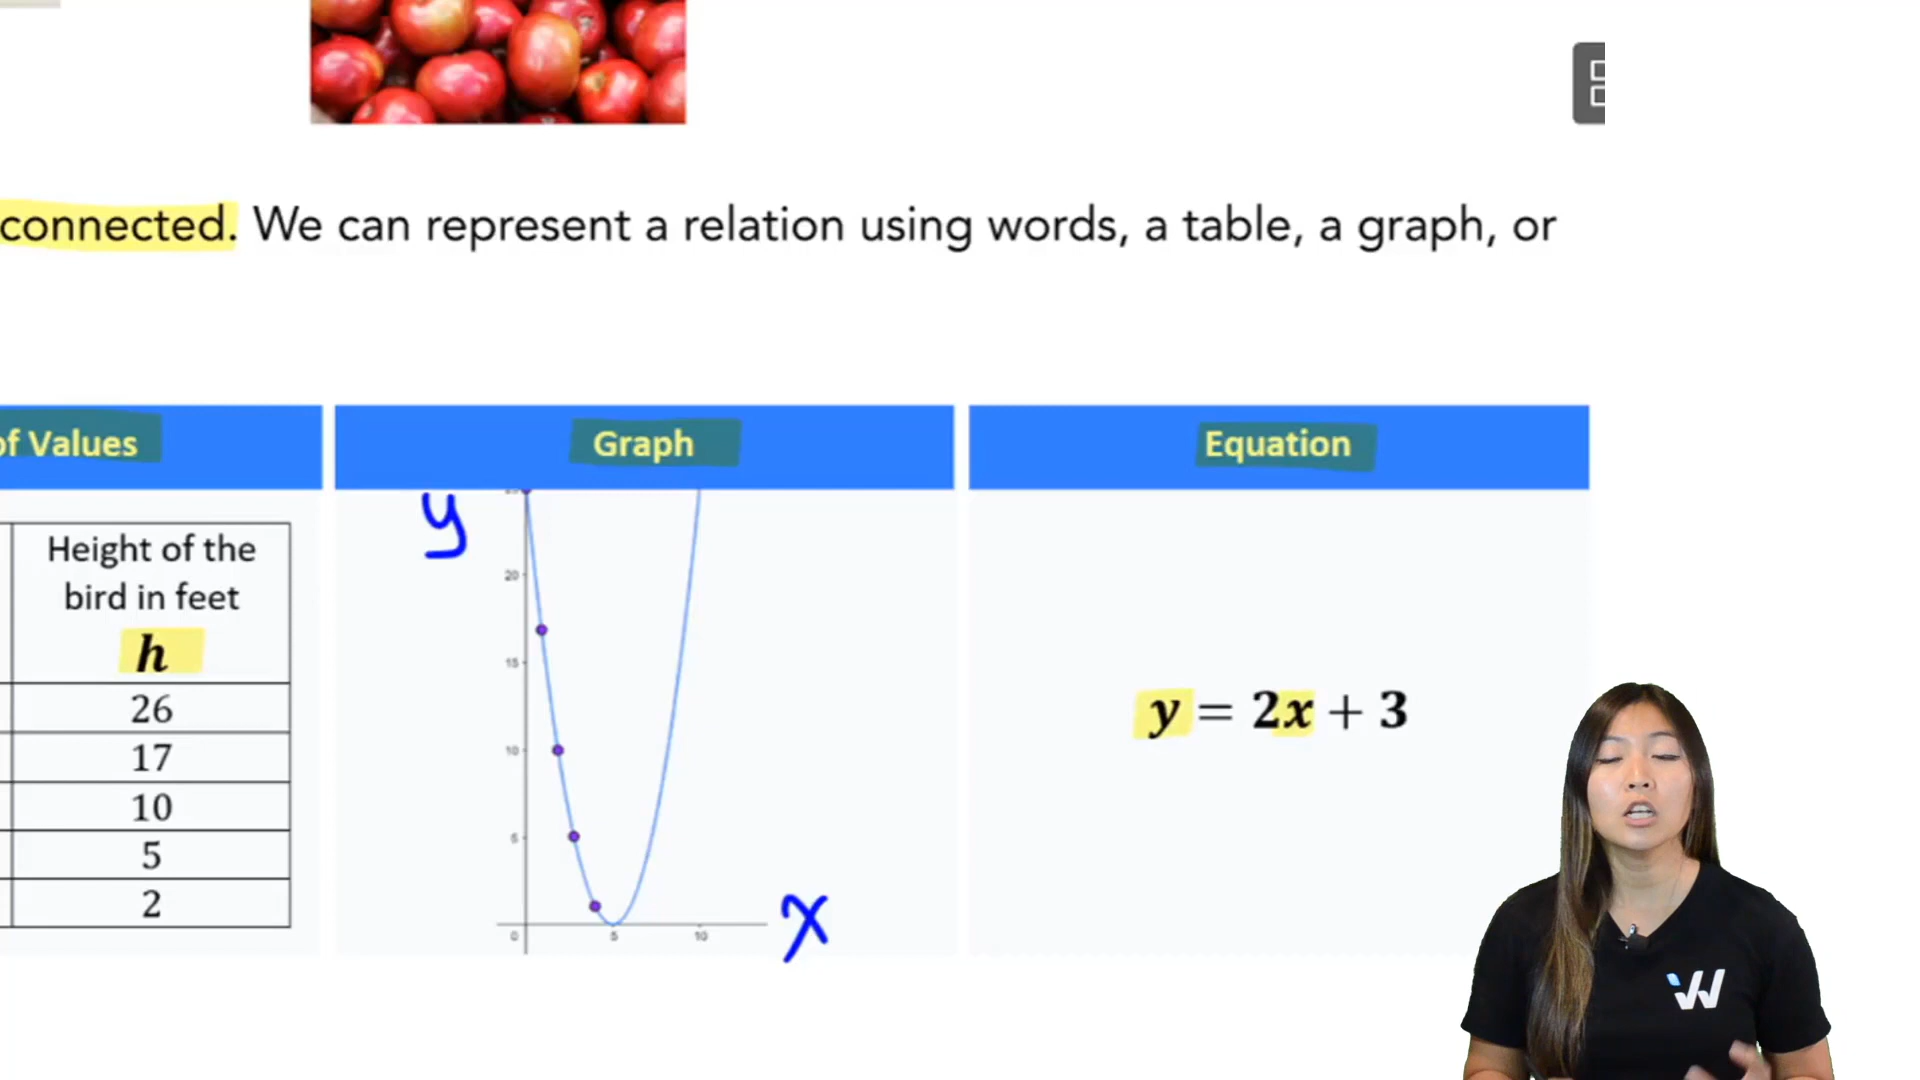 connected. We can represent a relation using words, a table, a graph, or
of Values
Graph
Equation
Height of the
bird in feet
h
26
17
10
5
2
y
20
15
10
5
0
5
10
x
y = 2x + 3
W